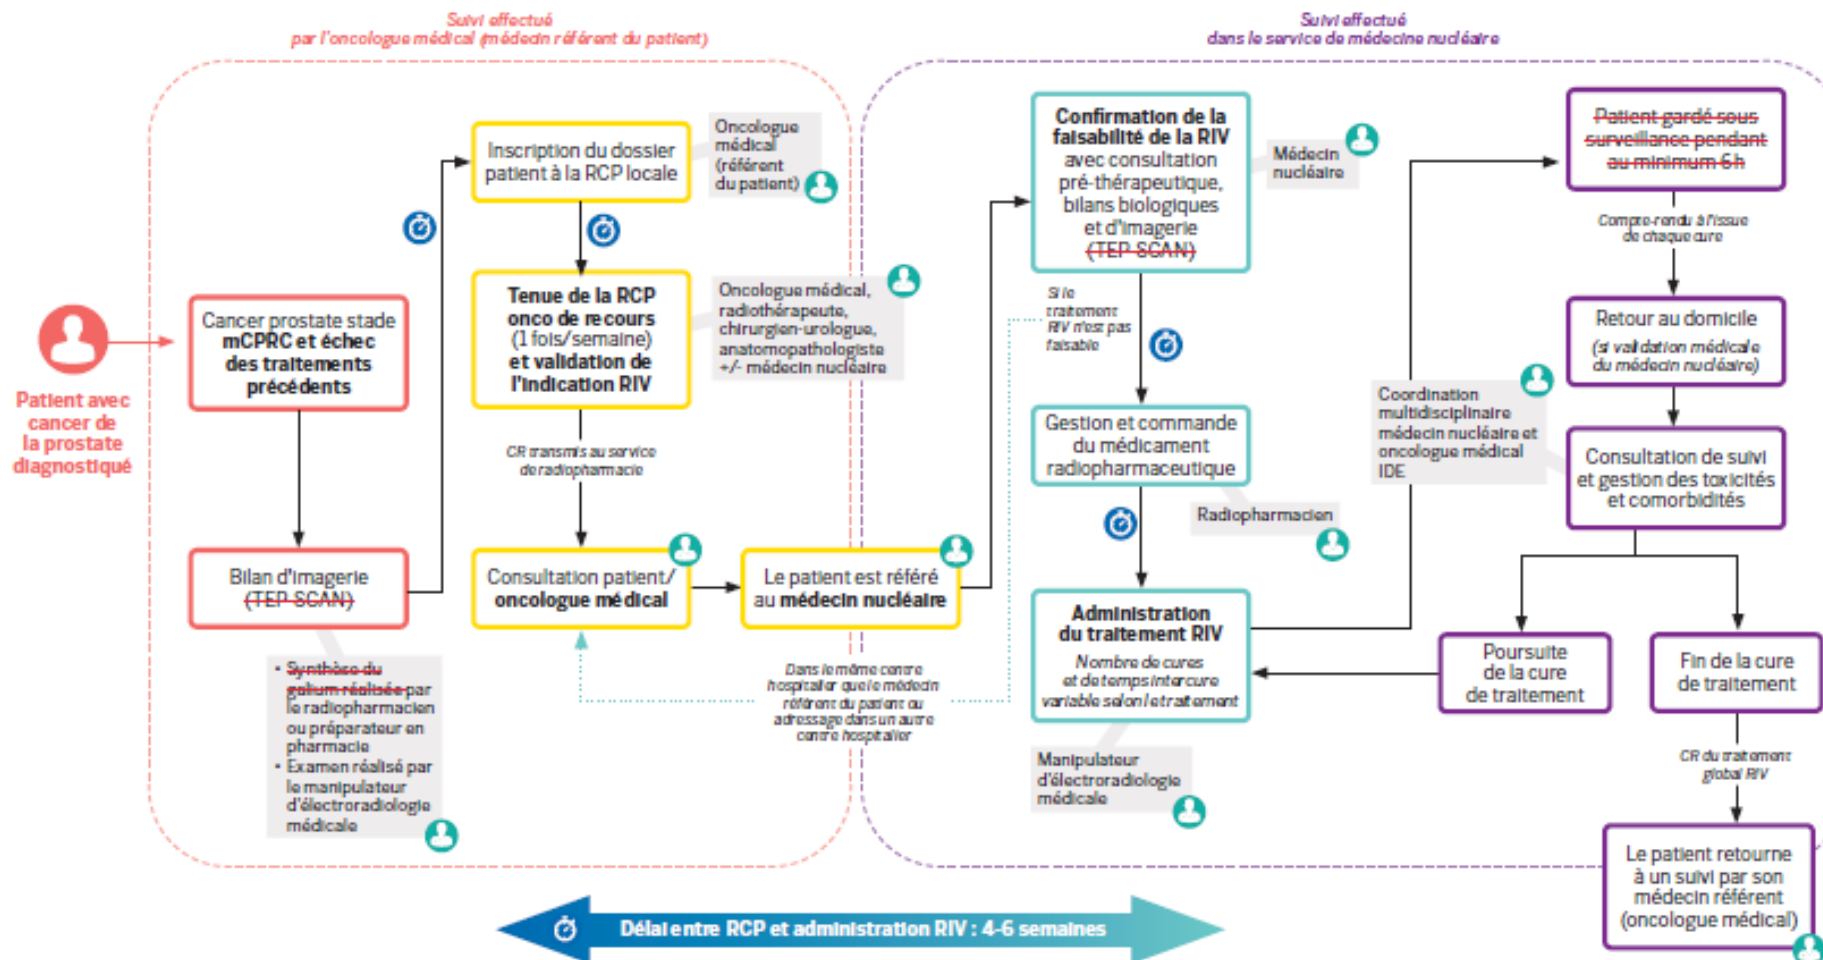 Suivi effectué
par l'oncologue médical (médecin référent du patient)
Suivi effectué
dans le service de médecine nucléaire
Patient avec
cancer de
la prostate
diagnostiqué
Cancer prostate stade
mCPRC et échec
des traitements
précédents
Bilan d'imagerie
(TEP SCAN)
• Synthèse du
galium réalisée par
le radiopharmacien
ou préparateur en
pharmacie
• Examen réalisé par
le manipulateur
d'électroradiologie
médicale
Inscription du dossier
patient à la RCP locale
Oncologue
médical
(référent
du patient)
Tenue de la RCP
onco de recours
(1 fois/semaine)
et validation de
l'indication RIV
Oncologue médical,
radiothérapeute,
chirurgien-urologue,
anatomopathologiste
+/- médecin nucléaire
CR transmis au service
de radiopharmacie
Consultation patient/
oncologue médical
Le patient est référé
au médecin nucléaire
Dans le même centre
hospitalier que le médecin
référent du patient ou
adressage dans un autre
centre hospitalier
Confirmation de la
faisabilité de la RIV
avec consultation
pré-thérapeutique,
bilans biologiques
et d'imagerie
(TEP SCAN)
Médecin
nucléaire
Si le
traitement
RIV n'est pas
faisable
Gestion et commande
du médicament
radiopharmaceutique
Radiopharmacien
Administration
du traitement RIV
Nombre de cures
et de temps intercure
variable selon le traitement
Manipulateur
d'électroradiologie
médicale
Patient gardé sous
surveillance pendant
au minimum 6h
Compte-rendu à l'issue
de chaque cure
Retour au domicile
(si validation médicale
du médecin nucléaire)
Coordination
multidisciplinaire
médecin nucléaire et
oncologue médical
IDE
Consultation de suivi
et gestion des toxicités
et comorbidités
Poursuite
de la cure
de traitement
Fin de la cure
de traitement
CR du traitement
global RIV
Le patient retourne
à un suivi par son
médecin référent
(oncologue médical)
Délai entre RCP et administration RIV : 4-6 semaines